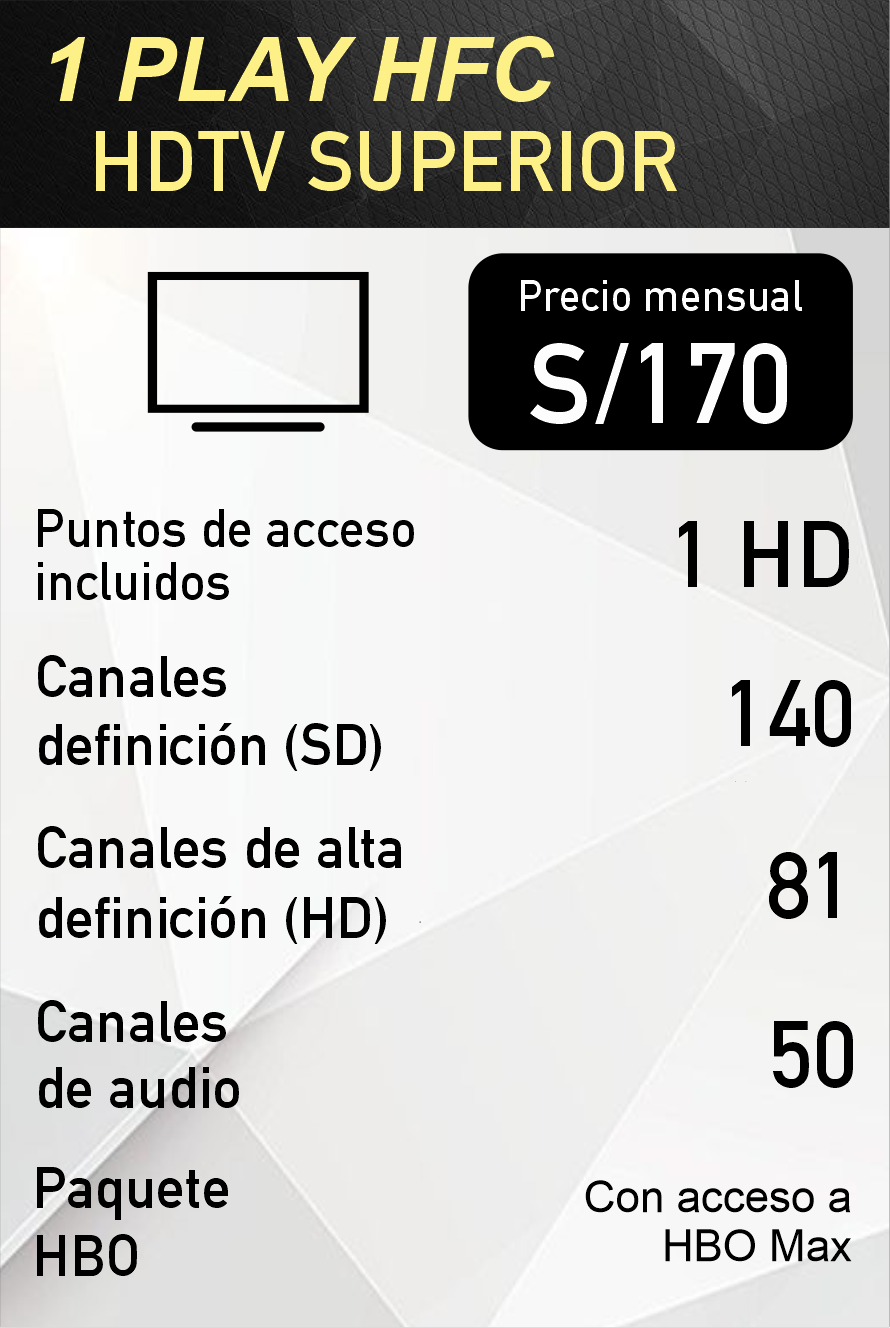 1 PLAY HFC
HDTV SUPERIOR
Precio mensual
S/170
Puntos de acceso
incluidos
1 HD
Canales
definición (SD)
140
Canales de alta
definición (HD)
81
Canales
de audio
50
Paquete
HBO
Con acceso a
HBO Max